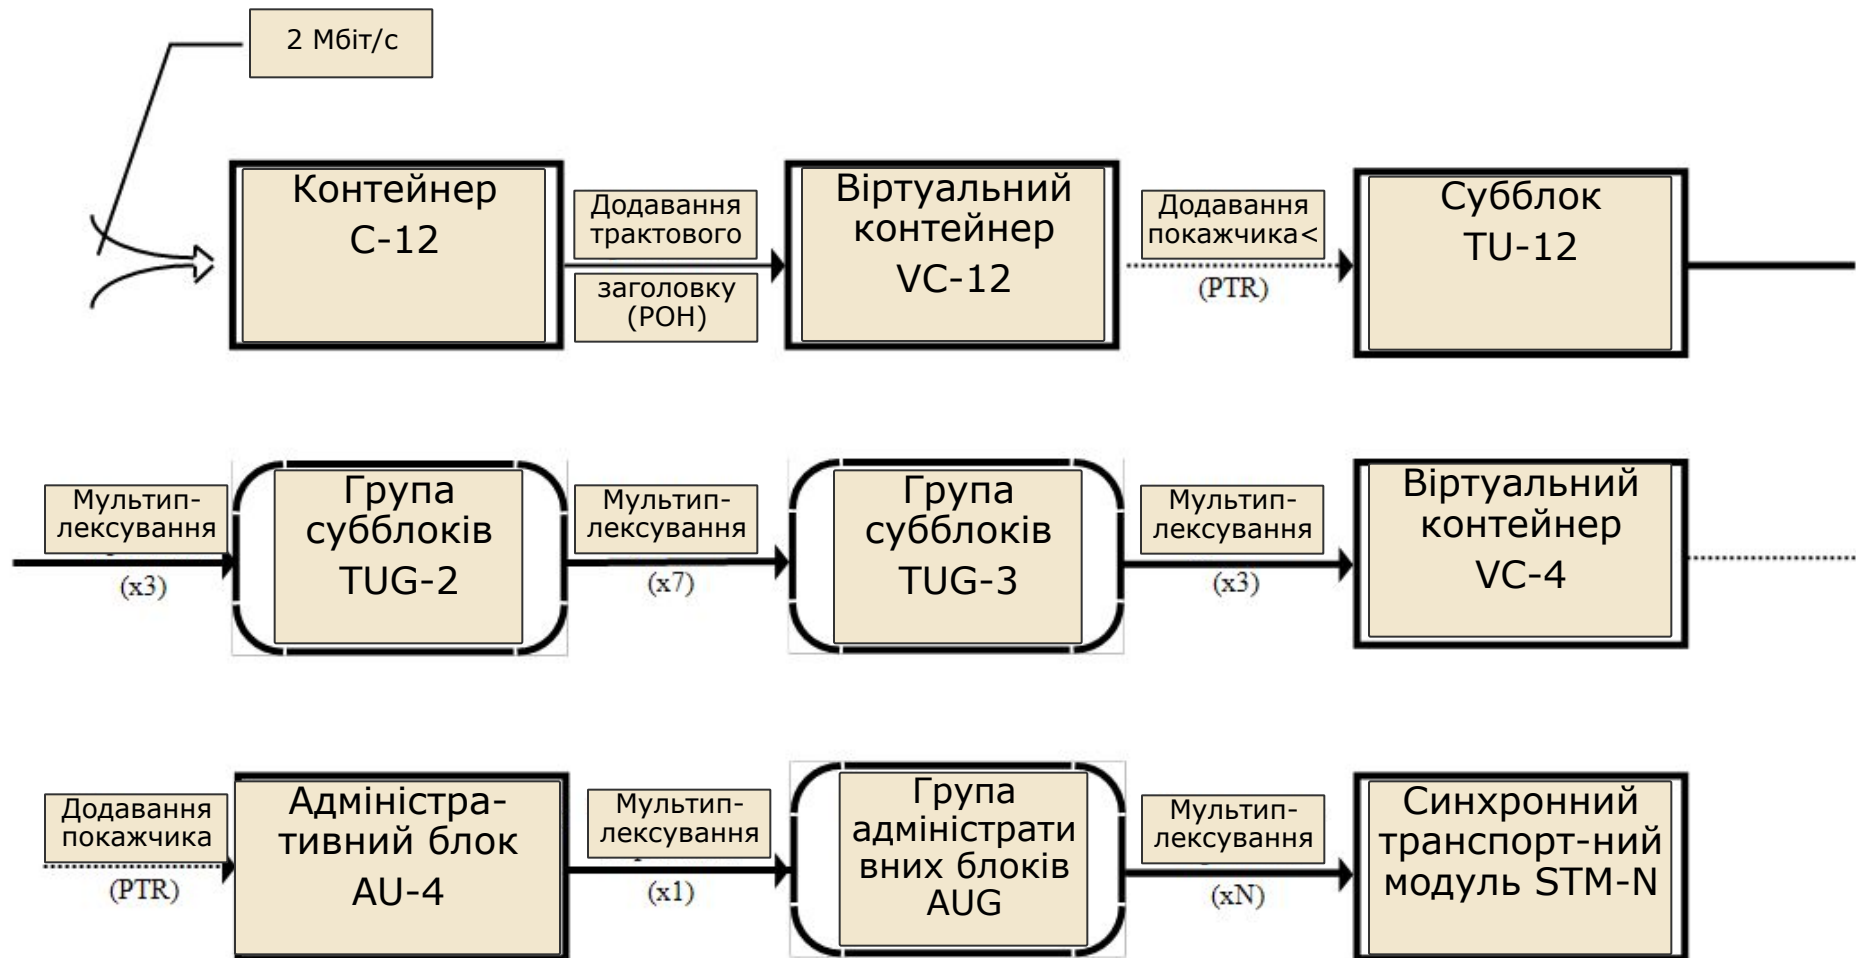 2 Мбіт/с
Контейнер
С-12
Додавання
трактового
заголовку
(POH)
Віртуальний
контейнер
VC-12
Додавання
покажчика<
(PTR)
Субблок
TU-12
Мультип-
лексування
(x3)
Група
субблоків
TUG-2
Мультип-
лексування
(x7)
Група
субблоків
TUG-3
Мультип-
лексування
(x3)
Віртуальний
контейнер
VC-4
Додавання
покажчика
(PTR)
Адміністра-
тивний блок
AU-4
Мультип-
лексування
(x1)
Група
адміністрати
вних блоків
AUG
Мультип-
лексування
(xN)
Синхронний
транспорт-ний
модуль STM-N